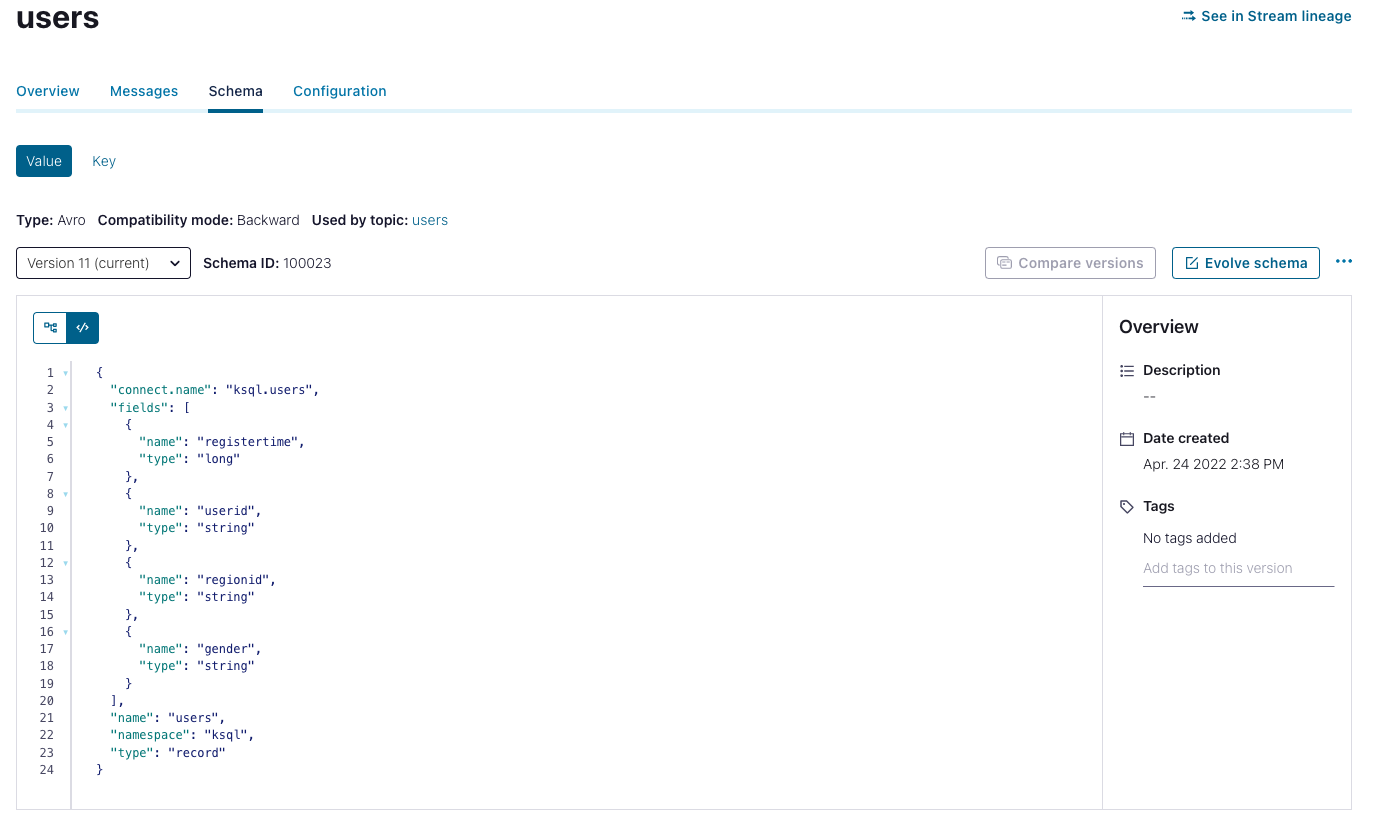 users
See in Stream lineage
Overview Messages Schema Configuration
Value Key
Type: Avro Compatibility mode: Backward Used by topic: users
Version 11 (current) Schema ID: 100023 Compare versions Evolve schema
1 {
2 "connect.name": "ksql.users",
3 "fields": [
4 {
5 "name": "registertime",
6 "type": "long"
7 },
8 {
9 "name": "userid",
10 "type": "string"
11 },
12 {
13 "name": "regionid",
14 "type": "string"
15 },
16 {
17 "name": "gender",
18 "type": "string"
19 }
20 ],
21 "name": "users",
22 "namespace": "ksql",
23 "type": "record"
24 }
Overview
Description
--
Date created
Apr. 24 2022 2:38 PM
Tags
No tags added
Add tags to this version